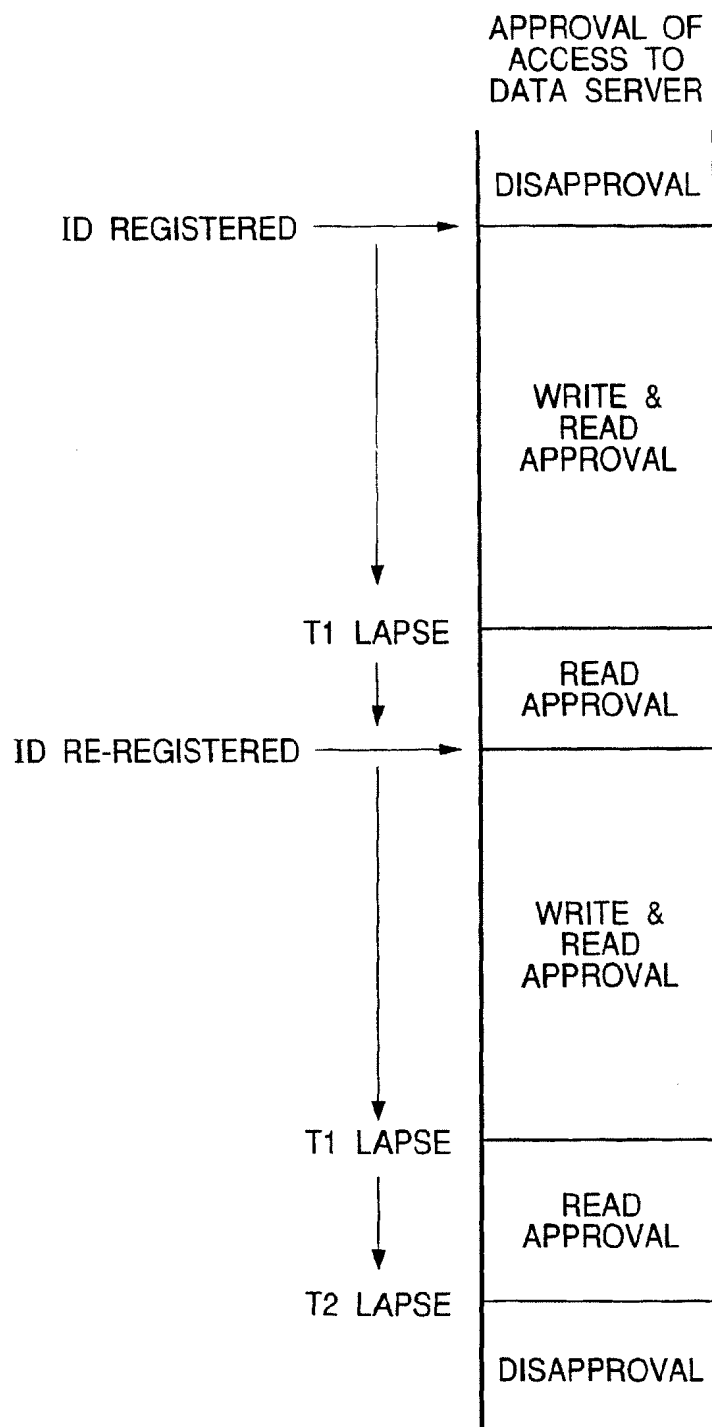 APPROVAL OF
ACCESS TO
DATA SERVER
DISAPPROVAL
ID REGISTERED
WRITE &
READ
APPROVAL
T1 LAPSE
READ
APPROVAL
ID RE-REGISTERED
WRITE &
READ
APPROVAL
T1 LAPSE
READ
APPROVAL
T2 LAPSE
DISAPPROVAL